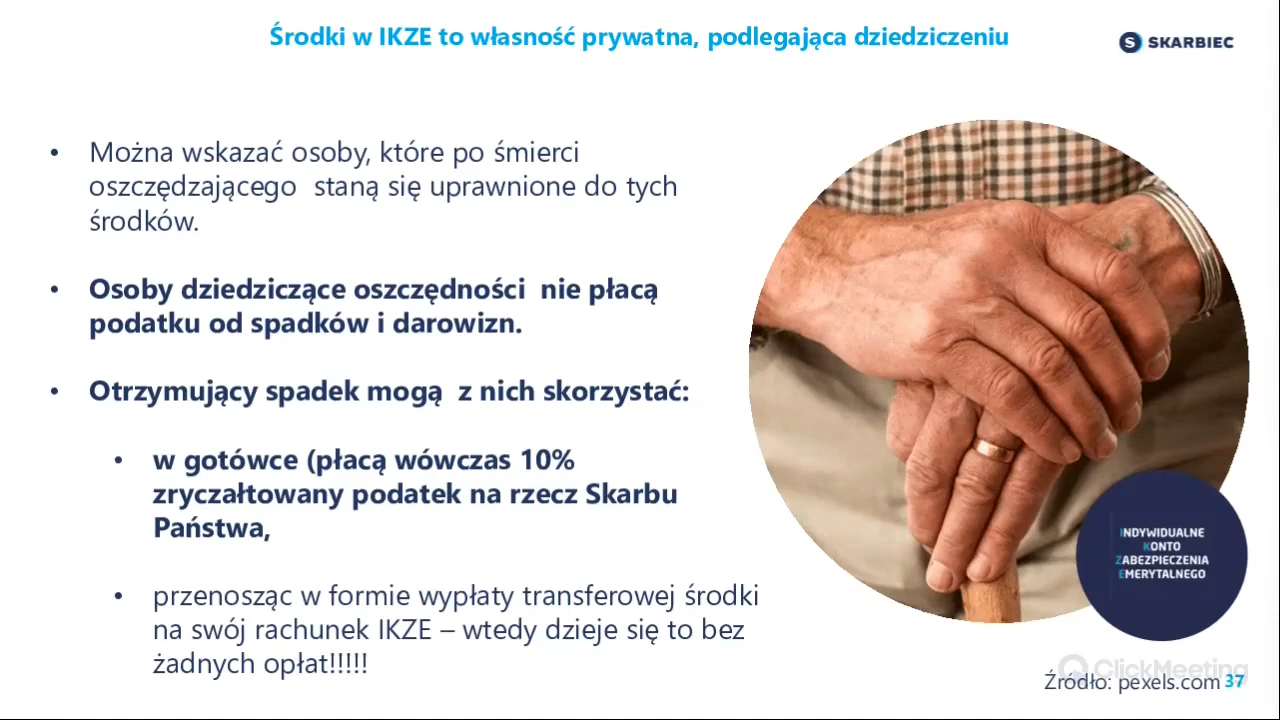 Środki w IKZE to własność prywatna, podlegająca dziedziczeniu
S SKARBIEC
• Można wskazać osoby, które po śmierci
oszczędzającego staną się uprawnione do tych
środków.
• Osoby dziedziczące oszczędności nie płacą
podatku od spadków i darowizn.
• Otrzymujący spadek mogą z nich skorzystać:
• w gotówce (płacą wówczas 10%
zryczałtowany podatek na rzecz Skarbu
Państwa,
• przenosząc w formie wypłaty transferowej środki
na swój rachunek IKZE – wtedy dzieje się to bez
żadnych opłat!!!!!
INDYWIDUALNE
KONTO
ZABEZPIECZENIA
EMERYTALNEGO
ClickMeeting
Źródło: pexels.com 37